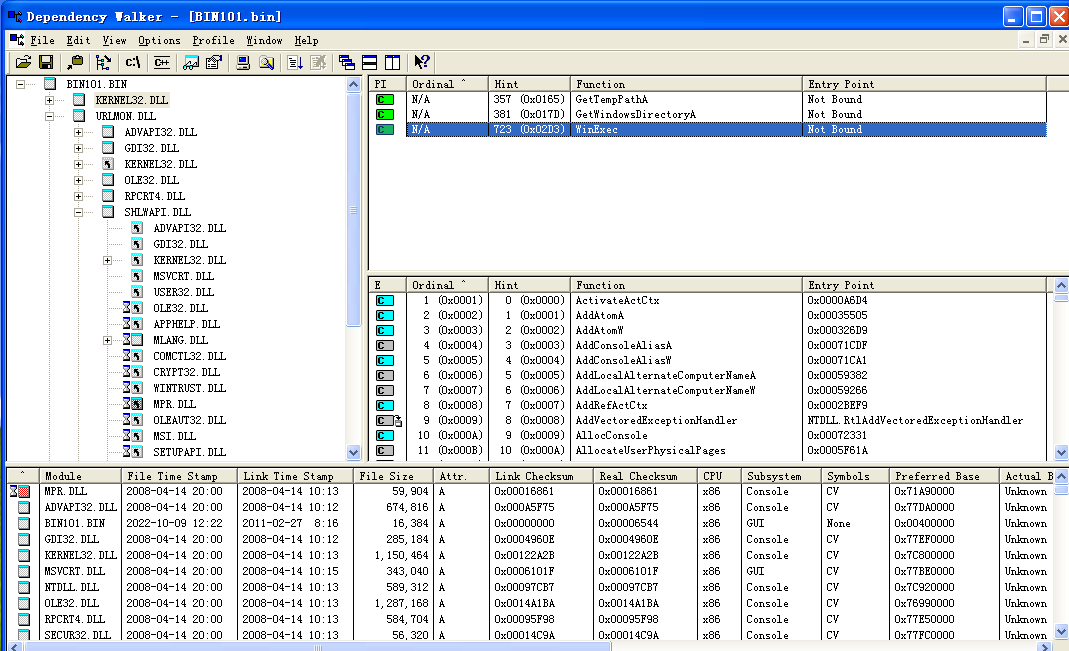 Dependency Walker - [BIN101.bin]
File Edit View Options Profile Window Help
C:\ C++
BIN101.BIN
KERNEL32.DLL
URLMON.DLL
ADVAPI32.DLL
GDI32.DLL
KERNEL32.DLL
OLE32.DLL
RPCRT4.DLL
SHLWAPI.DLL
ADVAPI32.DLL
GDI32.DLL
KERNEL32.DLL
MSVCRT.DLL
USER32.DLL
OLE32.DLL
APPHELP.DLL
MLANG.DLL
COMCTL32.DLL
CRYPT32.DLL
WINTRUST.DLL
MPR.DLL
OLEAUT32.DLL
MSI.DLL
SETUPAPI.DLL
PI Ordinal ^ Hint Function Entry Point
C N/A 357 (0x0165) GetTempPathA Not Bound
C N/A 381 (0x017D) GetWindowsDirectoryA Not Bound
C N/A 723 (0x02D3) WinExec Not Bound
E Ordinal ^ Hint Function Entry Point
C 1 (0x0001) 0 (0x0000) ActivateActCtx 0x0000A6D4
C 2 (0x0002) 1 (0x0001) AddAtomA 0x00035505
C 3 (0x0003) 2 (0x0002) AddAtomW 0x000326D9
C 4 (0x0004) 3 (0x0003) AddConsoleAliasA 0x00071CDF
C 5 (0x0005) 4 (0x0004) AddConsoleAliasW 0x00071CA1
C 6 (0x0006) 5 (0x0005) AddLocalAlternateComputerNameA 0x00059382
C 7 (0x0007) 6 (0x0006) AddLocalAlternateComputerNameW 0x00059266
C 8 (0x0008) 7 (0x0007) AddRefActCtx 0x0002BEF9
C 9 (0x0009) 8 (0x0008) AddVectoredExceptionHandler NTDLL.RtlAddVectoredExceptionHandler
C 10 (0x000A) 9 (0x0009) AllocConsole 0x00072331
C 11 (0x000B) 10 (0x000A) AllocateUserPhysicalPages 0x0005F61A
^ Module File Time Stamp Link Time Stamp File Size Attr. Link Checksum Real Checksum CPU Subsystem Symbols Preferred Base Actual B
MPR.DLL 2008-04-14 20:00 2008-04-14 10:13 59,904 A 0x00016861 0x00016861 x86 Console CV 0x71A90000 Unknown
ADVAPI32.DLL 2008-04-14 20:00 2008-04-14 10:13 674,816 A 0x000A5F75 0x000A5F75 x86 Console CV 0x77DA0000 Unknown
BIN101.BIN 2022-10-09 12:22 2011-02-27 8:16 16,384 A 0x00000000 0x00006544 x86 GUI None 0x00400000 Unknown
GDI32.DLL 2008-04-14 20:00 2008-04-14 10:13 285,184 A 0x0004960E 0x0004960E x86 Console CV 0x77EF0000 Unknown
KERNEL32.DLL 2008-04-14 20:00 2008-04-14 10:13 1,150,464 A 0x00122A2B 0x00122A2B x86 Console CV 0x7C800000 Unknown
MSVCRT.DLL 2008-04-14 20:00 2008-04-14 10:15 343,040 A 0x0006101F 0x0006101F x86 GUI CV 0x77BE0000 Unknown
NTDLL.DLL 2008-04-14 20:00 2008-04-14 10:13 589,312 A 0x00097CB7 0x00097CB7 x86 Console CV 0x7C920000 Unknown
OLE32.DLL 2008-04-14 20:00 2008-04-14 10:13 1,287,168 A 0x0014A1BA 0x0014A1BA x86 Console CV 0x76990000 Unknown
RPCRT4.DLL 2008-04-14 20:00 2008-04-14 10:13 584,704 A 0x00095F98 0x00095F98 x86 Console CV 0x77E50000 Unknown
SECUR32.DLL 2008-04-14 20:00 2008-04-14 10:13 56,320 A 0x00014C9A 0x00014C9A x86 Console CV 0x77FC0000 Unknown